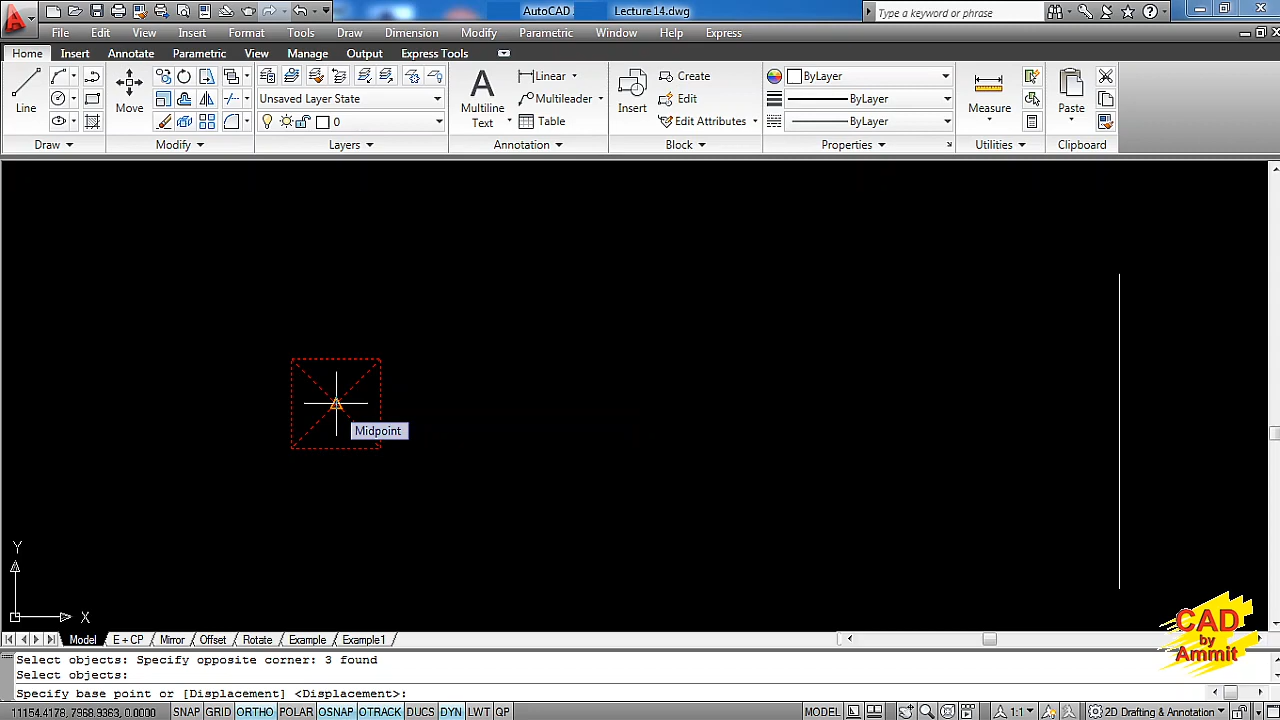 AutoCAD
Lecture 14.dwg
Type a keyword or phrase
File Edit View Insert Format Tools Draw Dimension Modify Parametric Window Help Express
Home Insert Annotate Parametric View Manage Output Express Tools
Line
Move
Unsaved Layer State
0
Multiline
Text
Linear
Multileader
Table
Insert
Create
Edit
Edit Attributes
ByLayer
ByLayer
ByLayer
Measure
Paste
Draw Modify Layers Annotation Block Properties Utilities Clipboard
Midpoint
Y
X
CAD
by
Ammit
Model E + CP Mirror Offset Rotate Example Example1
Select objects: Specify opposite corner: 3 found
Select objects:
Specify base point or [Displacement] <Displacement>:
11154.4178, 7968.9363, 0.0000 SNAP GRID ORTHO POLAR OSNAP OTRACK DUCS DYN LWT QP MODEL 1:1 2D Drafting & Annotation